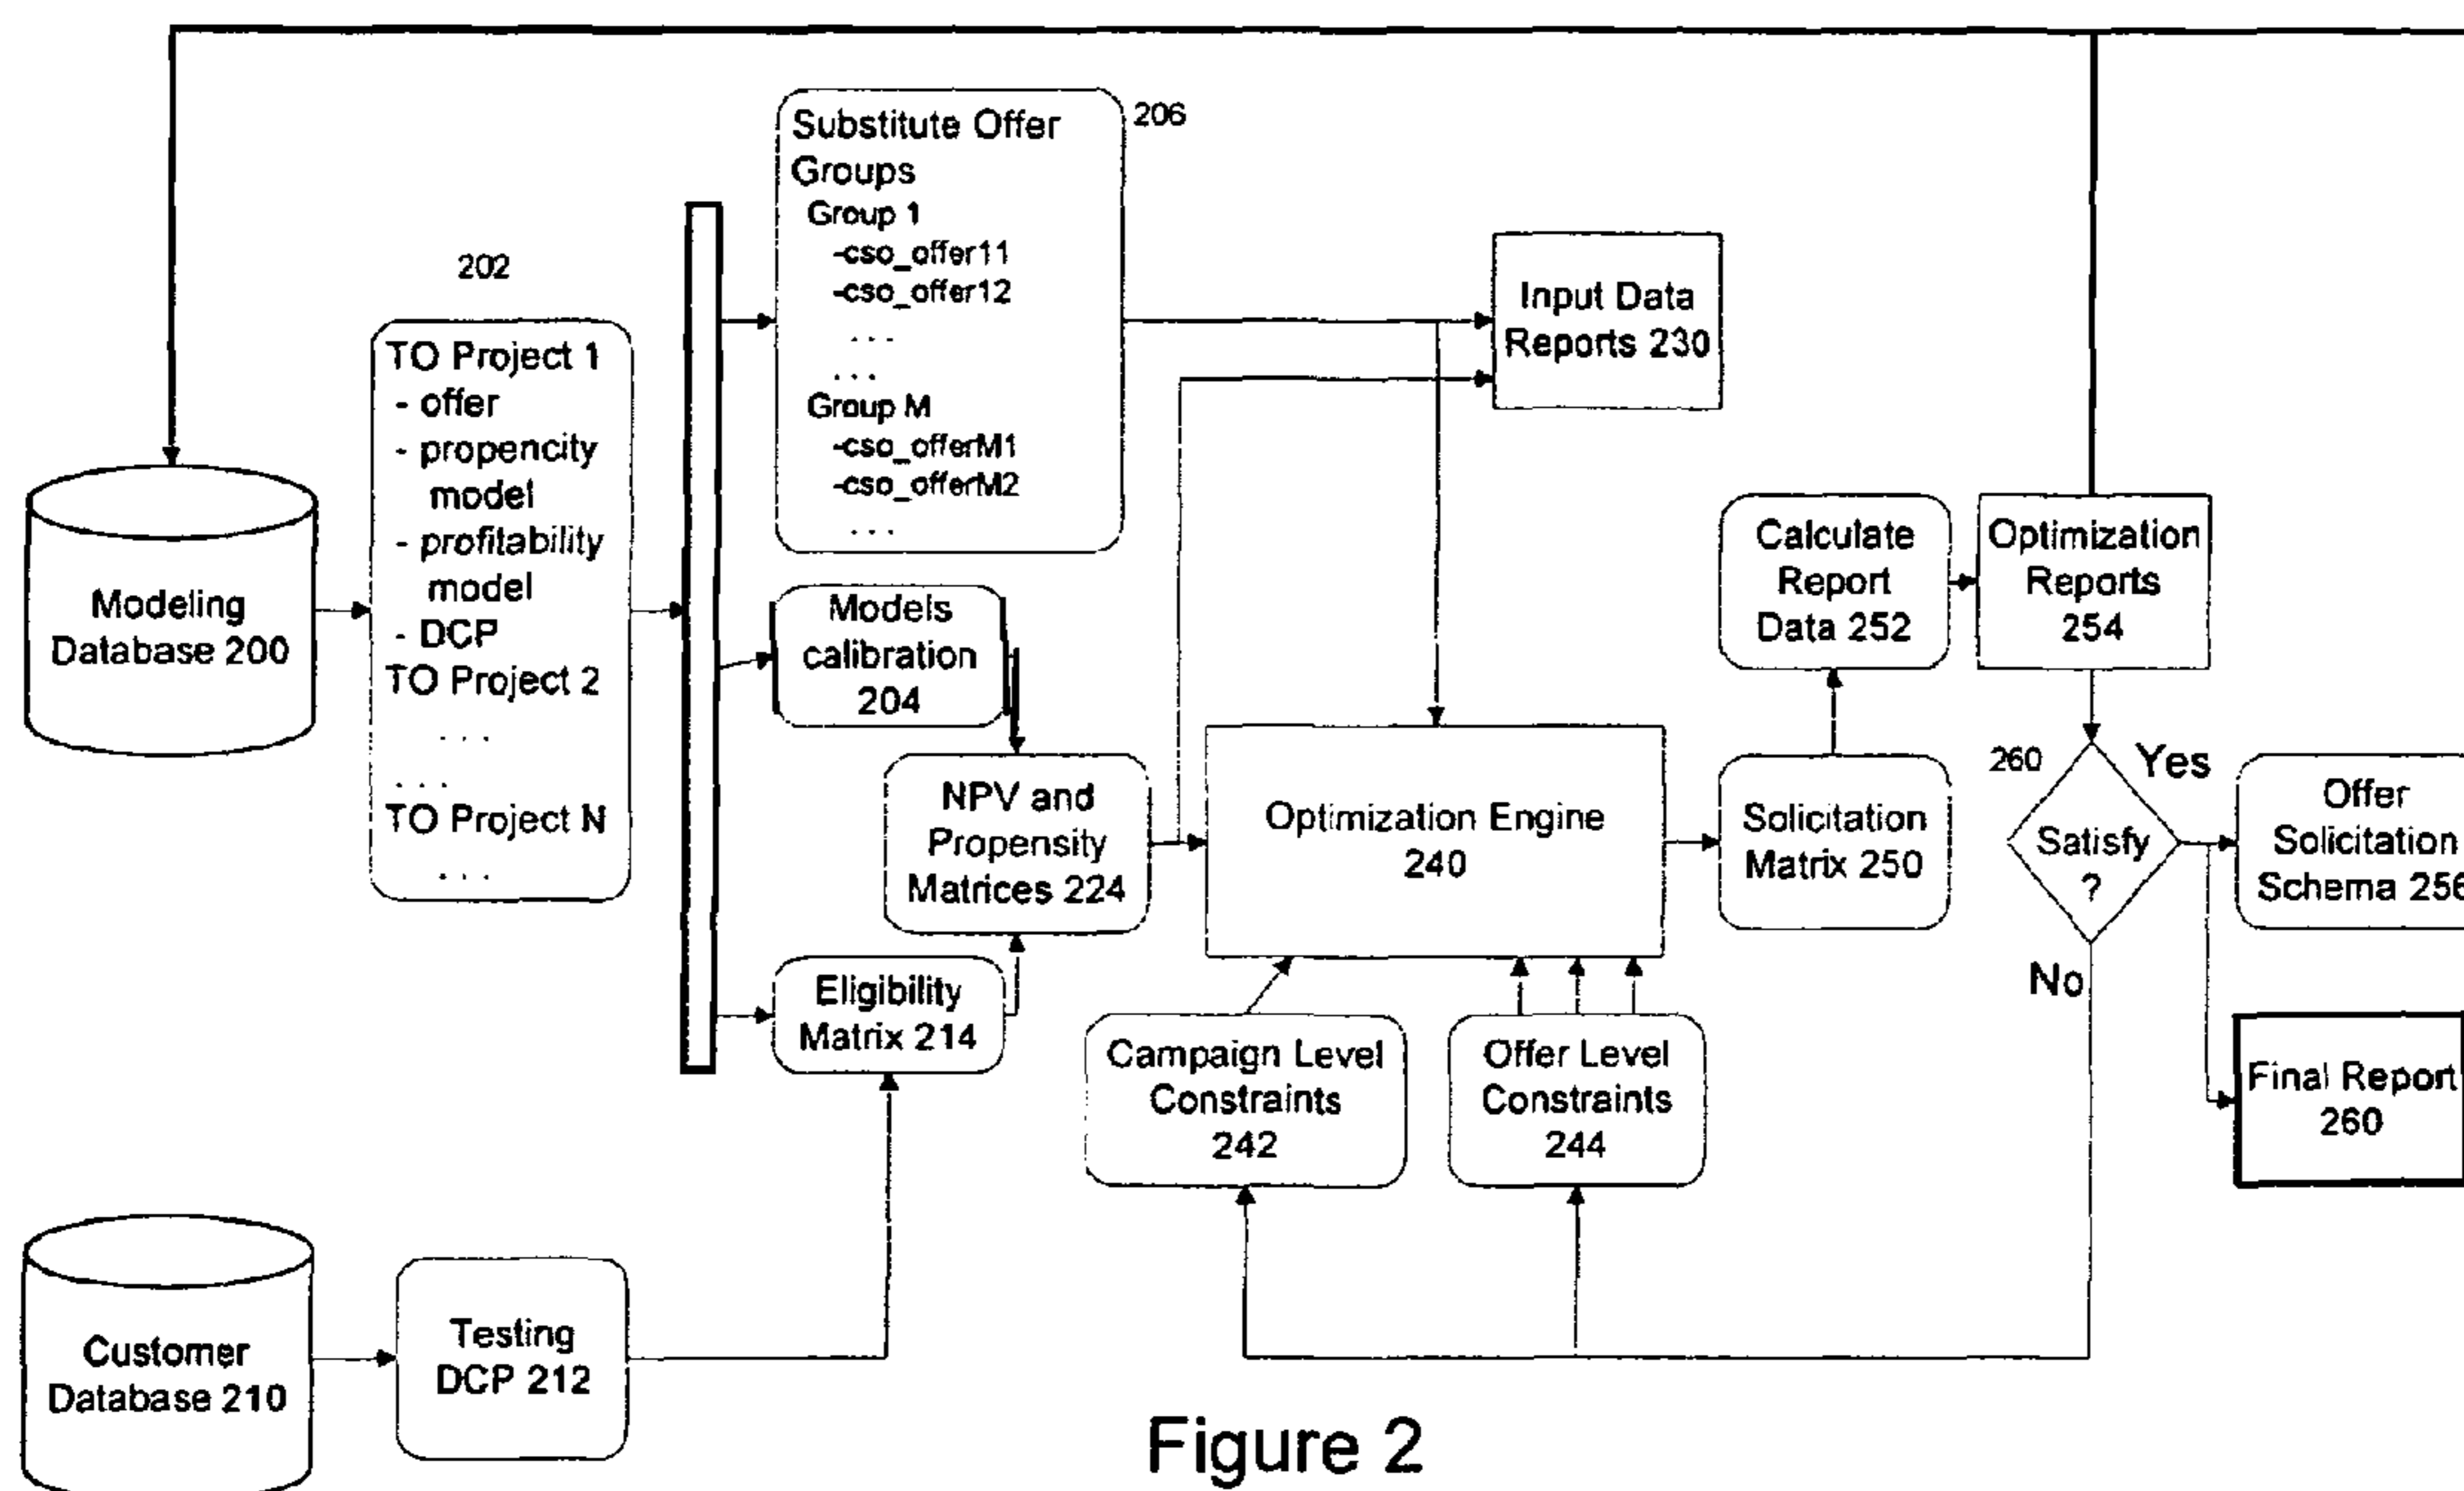 206
Substitute Offer
Groups
Group 1
-cso_offer11
-cso_offer12
. . .
. . .
Group M
-cso_offerM1
-cso_offerM2
. . .
202
TO Project 1
- offer
- propencity
model
- profitability
model
- DCP
TO Project 2
. . .
. . .
TO Project N
. . .
Modeling
Database 200
Input Data
Reports 230
Models
calibration
204
NPV and
Propensity
Matrices 224
Eligibility
Matrix 214
Optimization Engine
240
Calculate
Report
Data 252
Optimization
Reports
254
Solicitation
Matrix 250
260
Satisfy
?
Yes
No
Offer
Solicitation
Schema 256
Final Report
260
Campaign Level
Constraints
242
Offer Level
Constraints
244
Customer
Database 210
Testing
DCP 212
Figure 2